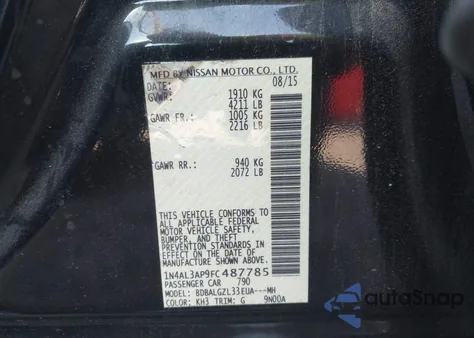 MFD BY NISSAN MOTOR CO., LTD.
DATE: 08/15
GVWR: 1910 KG
4211 LB
GAWR FR.: 1005 KG
2216 LB
GAWR RR.: 940 KG
2072 LB
THIS VEHICLE CONFORMS TO
ALL APPLICABLE FEDERAL
MOTOR VEHICLE SAFETY,
BUMPER, AND THEFT
PREVENTION STANDARDS IN
EFFECT ON THE DATE OF
MANUFACTURE SHOWN ABOVE.
1N4AL3AP9FC487785
PASSENGER CAR 790
MODEL: BDBALGZL33EUA---MH
COLOR: KH3 TRIM: G 9N00A
AutoSnap